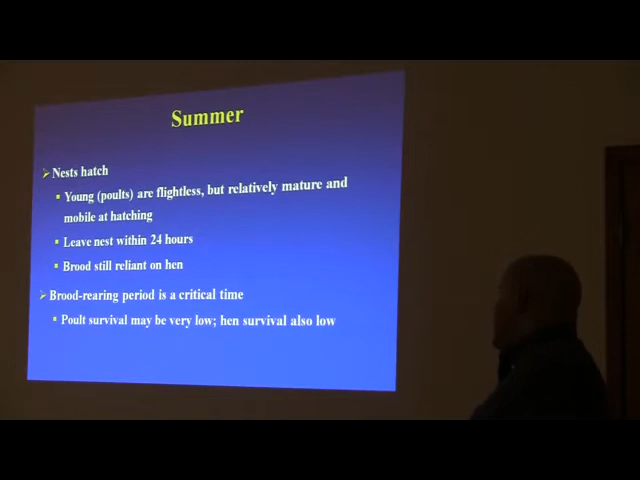 Summer
Nests hatch
Young (poults) are flightless, but relatively mature and
mobile at hatching
Leave nest within 24 hours
Brood still reliant on hen
Brood-rearing period is a critical time
Poult survival may be very low; hen survival also low